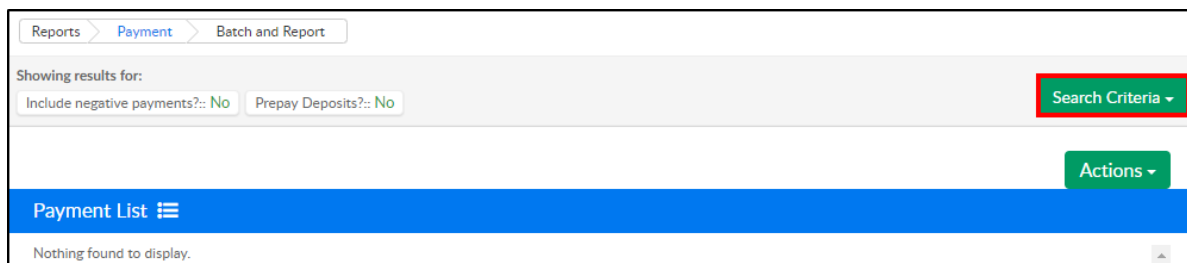 Reports Payment Batch and Report
Showing results for:
Include negative payments?:: No Prepay Deposits?:: No
Search Criteria
Actions
Payment List
Nothing found to display.